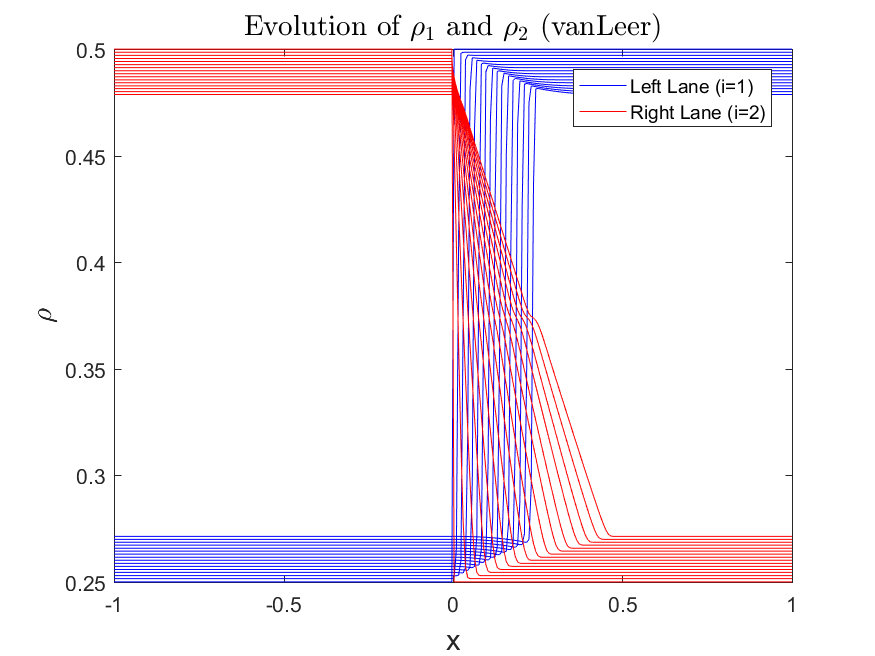 Evolution of ρ₁ and ρ₂ (vanLeer)
0.5
Left Lane (i=1)
Right Lane (i=2)
0.45
0.4
ρ
0.35
0.3
0.25
-1 -0.5 0 0.5 1
x